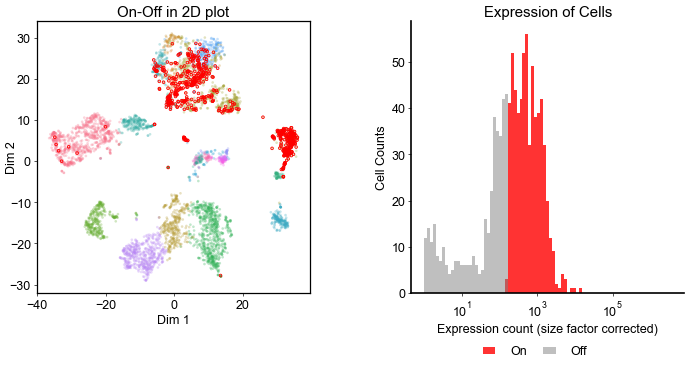 On-Off in 2D plot
Expression of Cells
30
20
10
0
−10
−20
−30
Dim 2
−40
−20
0
20
Dim 1
50
40
30
20
10
0
Cell Counts
10^1
10^3
10^5
Expression count (size factor corrected)
On
Off